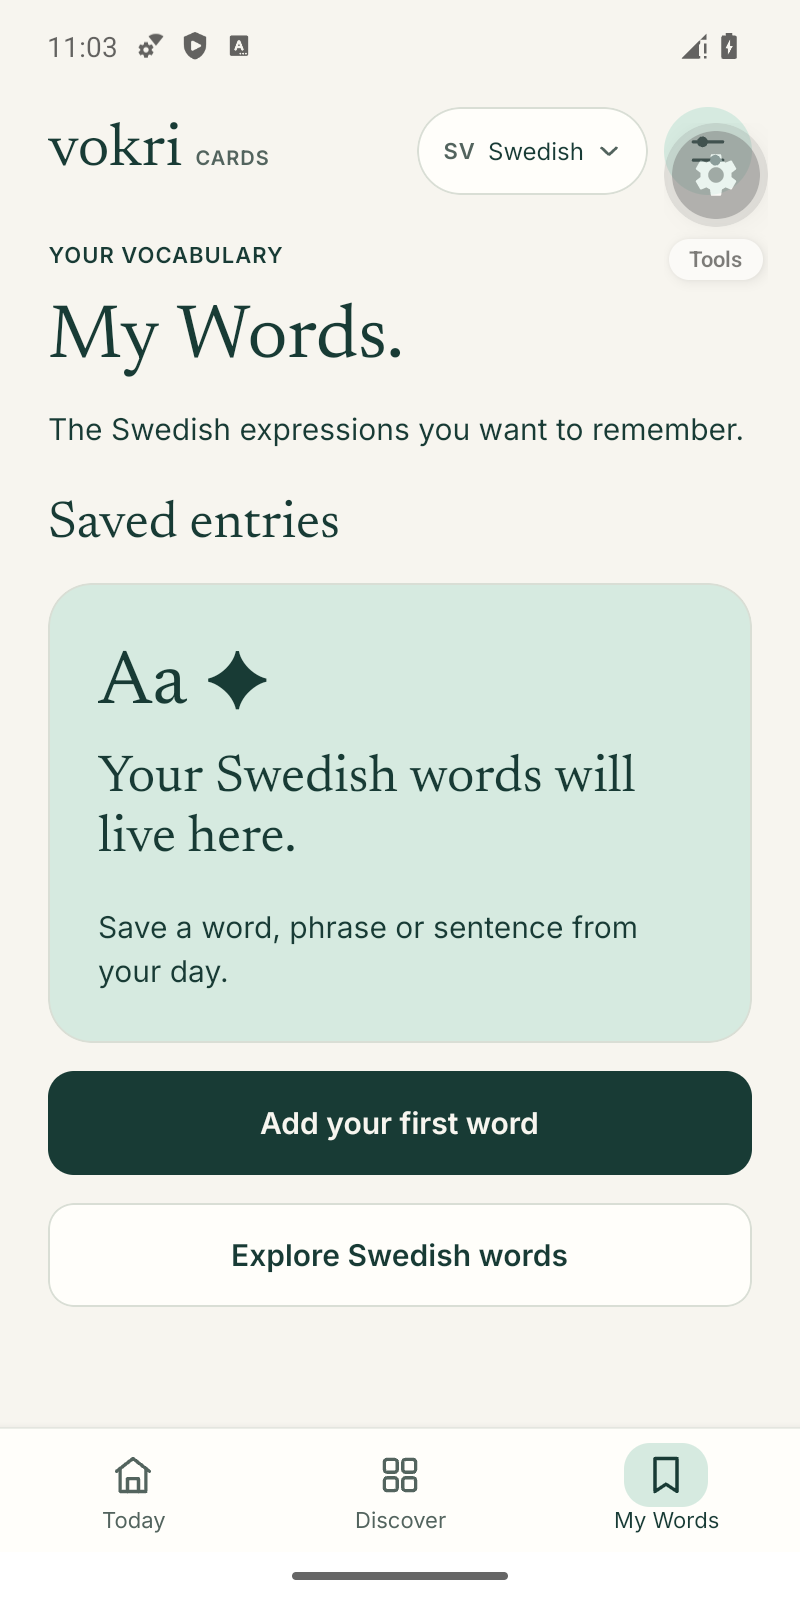 11:03
vokri CARDS
SV Swedish
Tools
YOUR VOCABULARY
My Words.
The Swedish expressions you want to remember.
Saved entries
Aa
Your Swedish words will
live here.
Save a word, phrase or sentence from
your day.
Add your first word
Explore Swedish words
Today
Discover
My Words